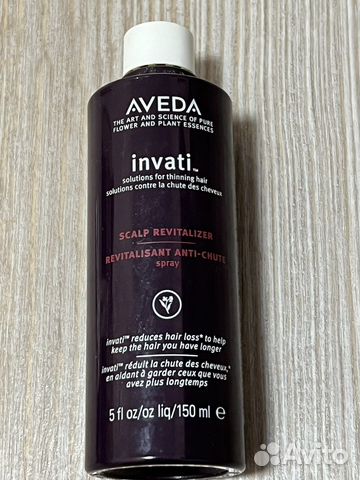 AVEDA
THE ART AND SCIENCE OF PURE
FLOWER AND PLANT ESSENCES
invati™
solutions for thinning hair
solutions contre la chute des cheveux
SCALP REVITALIZER
REVITALISANT ANTI-CHUTE
spray
invati™ reduces hair loss* to help
keep the hair you have longer
invati™ réduit la chute des cheveux,*
en aidant à garder ceux que vous
avez plus longtemps
5 fl oz/oz liq/150 ml ℮
Avito